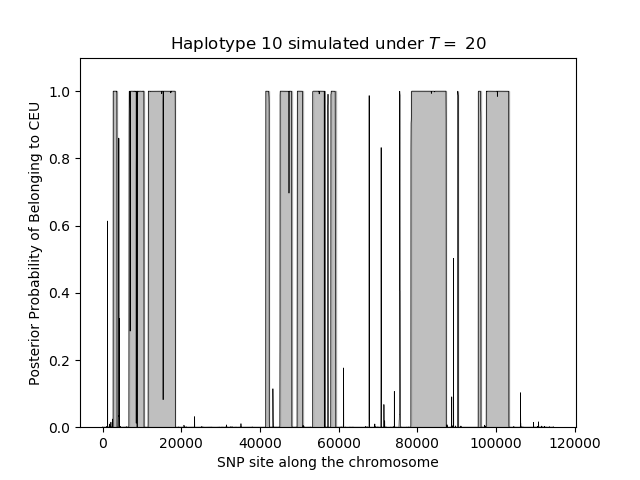 Haplotype 10 simulated under T = 20
Posterior Probability of Belonging to CEU
1.0
0.8
0.6
0.4
0.2
0.0
0 20000 40000 60000 80000 100000 120000
SNP site along the chromosome